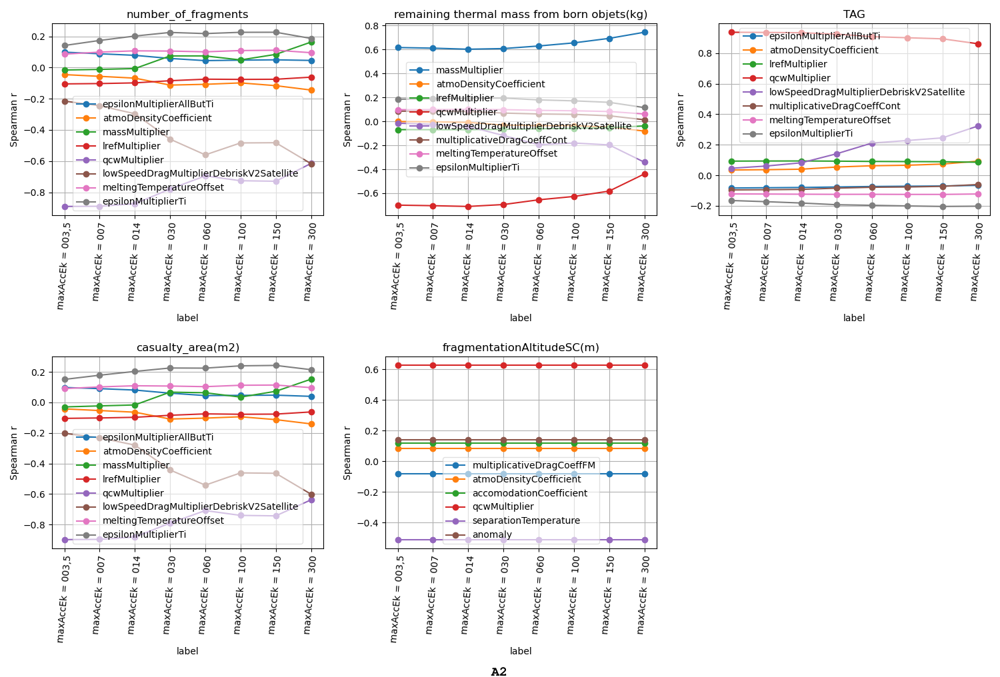 number_of_fragments
0.2
0.0
−0.2
−0.4
−0.6
−0.8
Spearman r
epsilonMultiplierAllButTi
atmoDensityCoefficient
massMultiplier
lrefMultiplier
qcwMultiplier
lowSpeedDragMultiplierDebriskV2Satellite
meltingTemperatureOffset
epsilonMultiplierTi
maxAccEk = 003,5
maxAccEk = 007
maxAccEk = 014
maxAccEk = 030
maxAccEk = 060
maxAccEk = 100
maxAccEk = 150
maxAccEk = 300
label
remaining thermal mass from born objets(kg)
0.8
0.6
0.4
0.2
0.0
−0.2
−0.4
−0.6
Spearman r
massMultiplier
atmoDensityCoefficient
lrefMultiplier
qcwMultiplier
lowSpeedDragMultiplierDebriskV2Satellite
multiplicativeDragCoeffCont
meltingTemperatureOffset
epsilonMultiplierTi
maxAccEk = 003,5
maxAccEk = 007
maxAccEk = 014
maxAccEk = 030
maxAccEk = 060
maxAccEk = 100
maxAccEk = 150
maxAccEk = 300
label
TAG
0.8
0.6
0.4
0.2
0.0
−0.2
Spearman r
epsilonMultiplierAllButTi
atmoDensityCoefficient
lrefMultiplier
qcwMultiplier
lowSpeedDragMultiplierDebriskV2Satellite
multiplicativeDragCoeffCont
meltingTemperatureOffset
epsilonMultiplierTi
maxAccEk = 003,5
maxAccEk = 007
maxAccEk = 014
maxAccEk = 030
maxAccEk = 060
maxAccEk = 100
maxAccEk = 150
maxAccEk = 300
label
casualty_area(m2)
0.2
0.0
−0.2
−0.4
−0.6
−0.8
Spearman r
epsilonMultiplierAllButTi
atmoDensityCoefficient
massMultiplier
lrefMultiplier
qcwMultiplier
lowSpeedDragMultiplierDebriskV2Satellite
meltingTemperatureOffset
epsilonMultiplierTi
maxAccEk = 003,5
maxAccEk = 007
maxAccEk = 014
maxAccEk = 030
maxAccEk = 060
maxAccEk = 100
maxAccEk = 150
maxAccEk = 300
label
fragmentationAltitudeSC(m)
0.6
0.4
0.2
0.0
−0.2
−0.4
Spearman r
multiplicativeDragCoeffFM
atmoDensityCoefficient
accomodationCoefficient
qcwMultiplier
separationTemperature
anomaly
maxAccEk = 003,5
maxAccEk = 007
maxAccEk = 014
maxAccEk = 030
maxAccEk = 060
maxAccEk = 100
maxAccEk = 150
maxAccEk = 300
label
A2